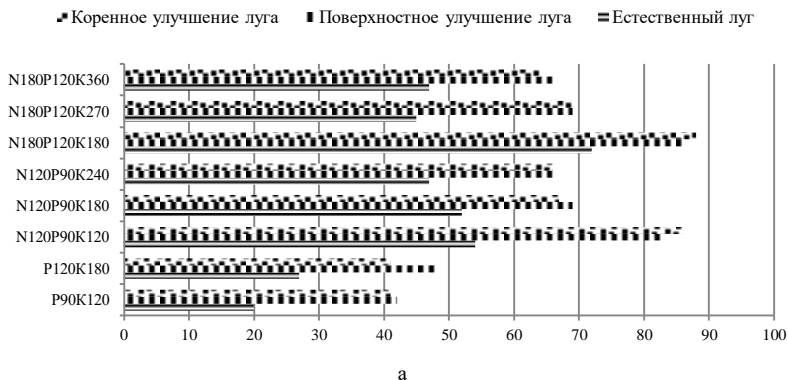 Коренное улучшение луга Поверхностное улучшение луга Естественный луг
N180P120K360
N180P120K270
N180P120K180
N120P90K240
N120P90K180
N120P90K120
P120K180
P90K120
0 10 20 30 40 50 60 70 80 90 100
а